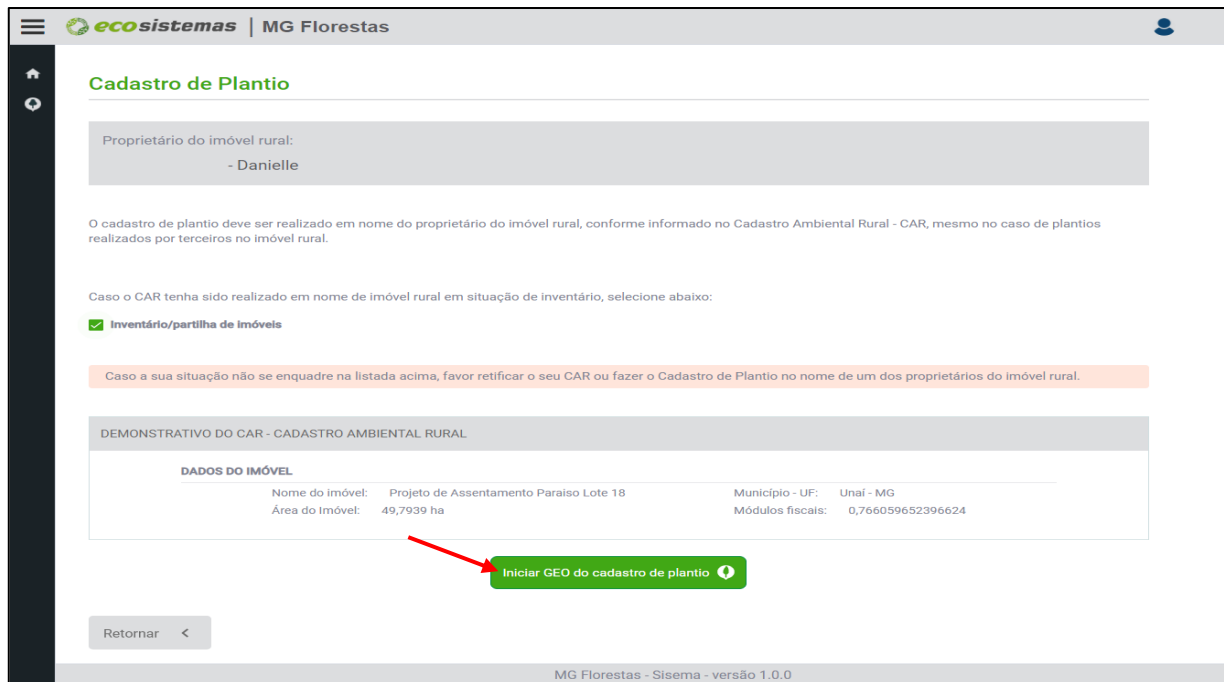 ecosistemas | MG Florestas
Cadastro de Plantio
Proprietário do imóvel rural:
- Danielle
O cadastro de plantio deve ser realizado em nome do proprietário do imóvel rural, conforme informado no Cadastro Ambiental Rural - CAR, mesmo no caso de plantios
realizados por terceiros no imóvel rural.
Caso o CAR tenha sido realizado em nome de imóvel rural em situação de inventário, selecione abaixo:
Inventário/partilha de imóveis
Caso a sua situação não se enquadre na listada acima, favor retificar o seu CAR ou fazer o Cadastro de Plantio no nome de um dos proprietários do imóvel rural.
DEMONSTRATIVO DO CAR - CADASTRO AMBIENTAL RURAL
DADOS DO IMÓVEL
Nome do imóvel: Projeto de Assentamento Paraiso Lote 18 Município - UF: Unaí - MG
Área do Imóvel: 49,7939 ha Módulos fiscais: 0,766059652396624
Iniciar GEO do cadastro de plantio
Retornar <
MG Florestas - Sisema - versão 1.0.0